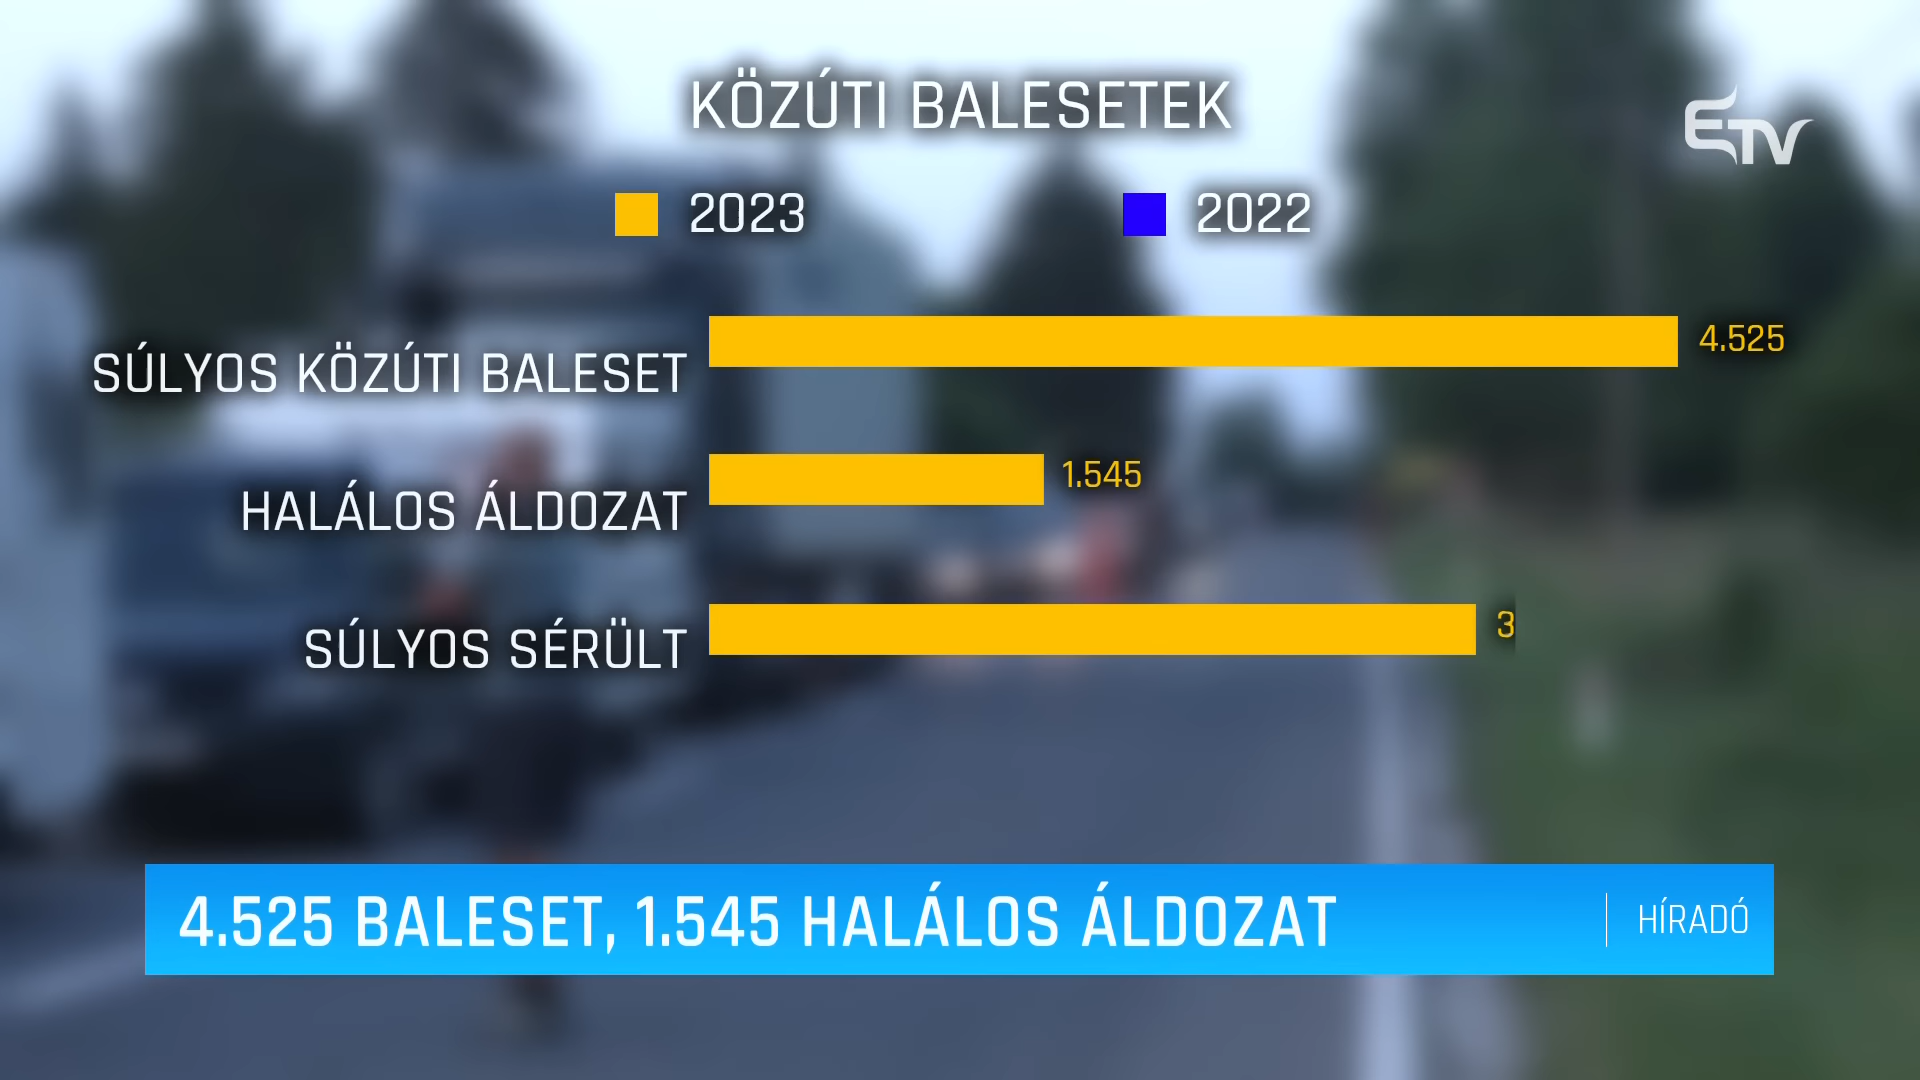 KÖZÚTI BALESETEK
ETV
2023
2022
SÚLYOS KÖZÚTI BALESET
4.525
HALÁLOS ÁLDOZAT
1.545
SÚLYOS SÉRÜLT
3
4.525 BALESET, 1.545 HALÁLOS ÁLDOZAT
HÍRADÓ